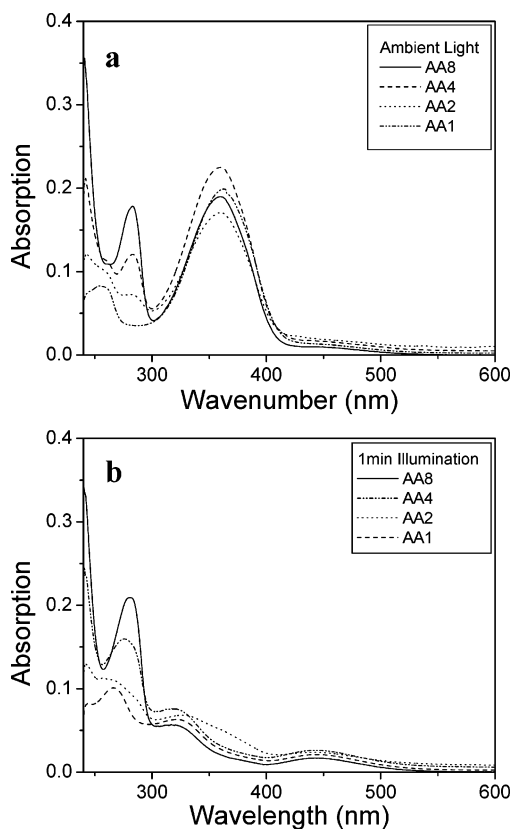 0.4
a
Ambient Light
AA8
AA4
AA2
AA1
0.3
0.2
0.1
0.0
Absorption
300 400 500 600
Wavenumber (nm)
0.4
b
1min Illumination
AA8
AA4
AA2
AA1
0.3
0.2
0.1
0.0
Absorption
300 400 500 600
Wavelength (nm)